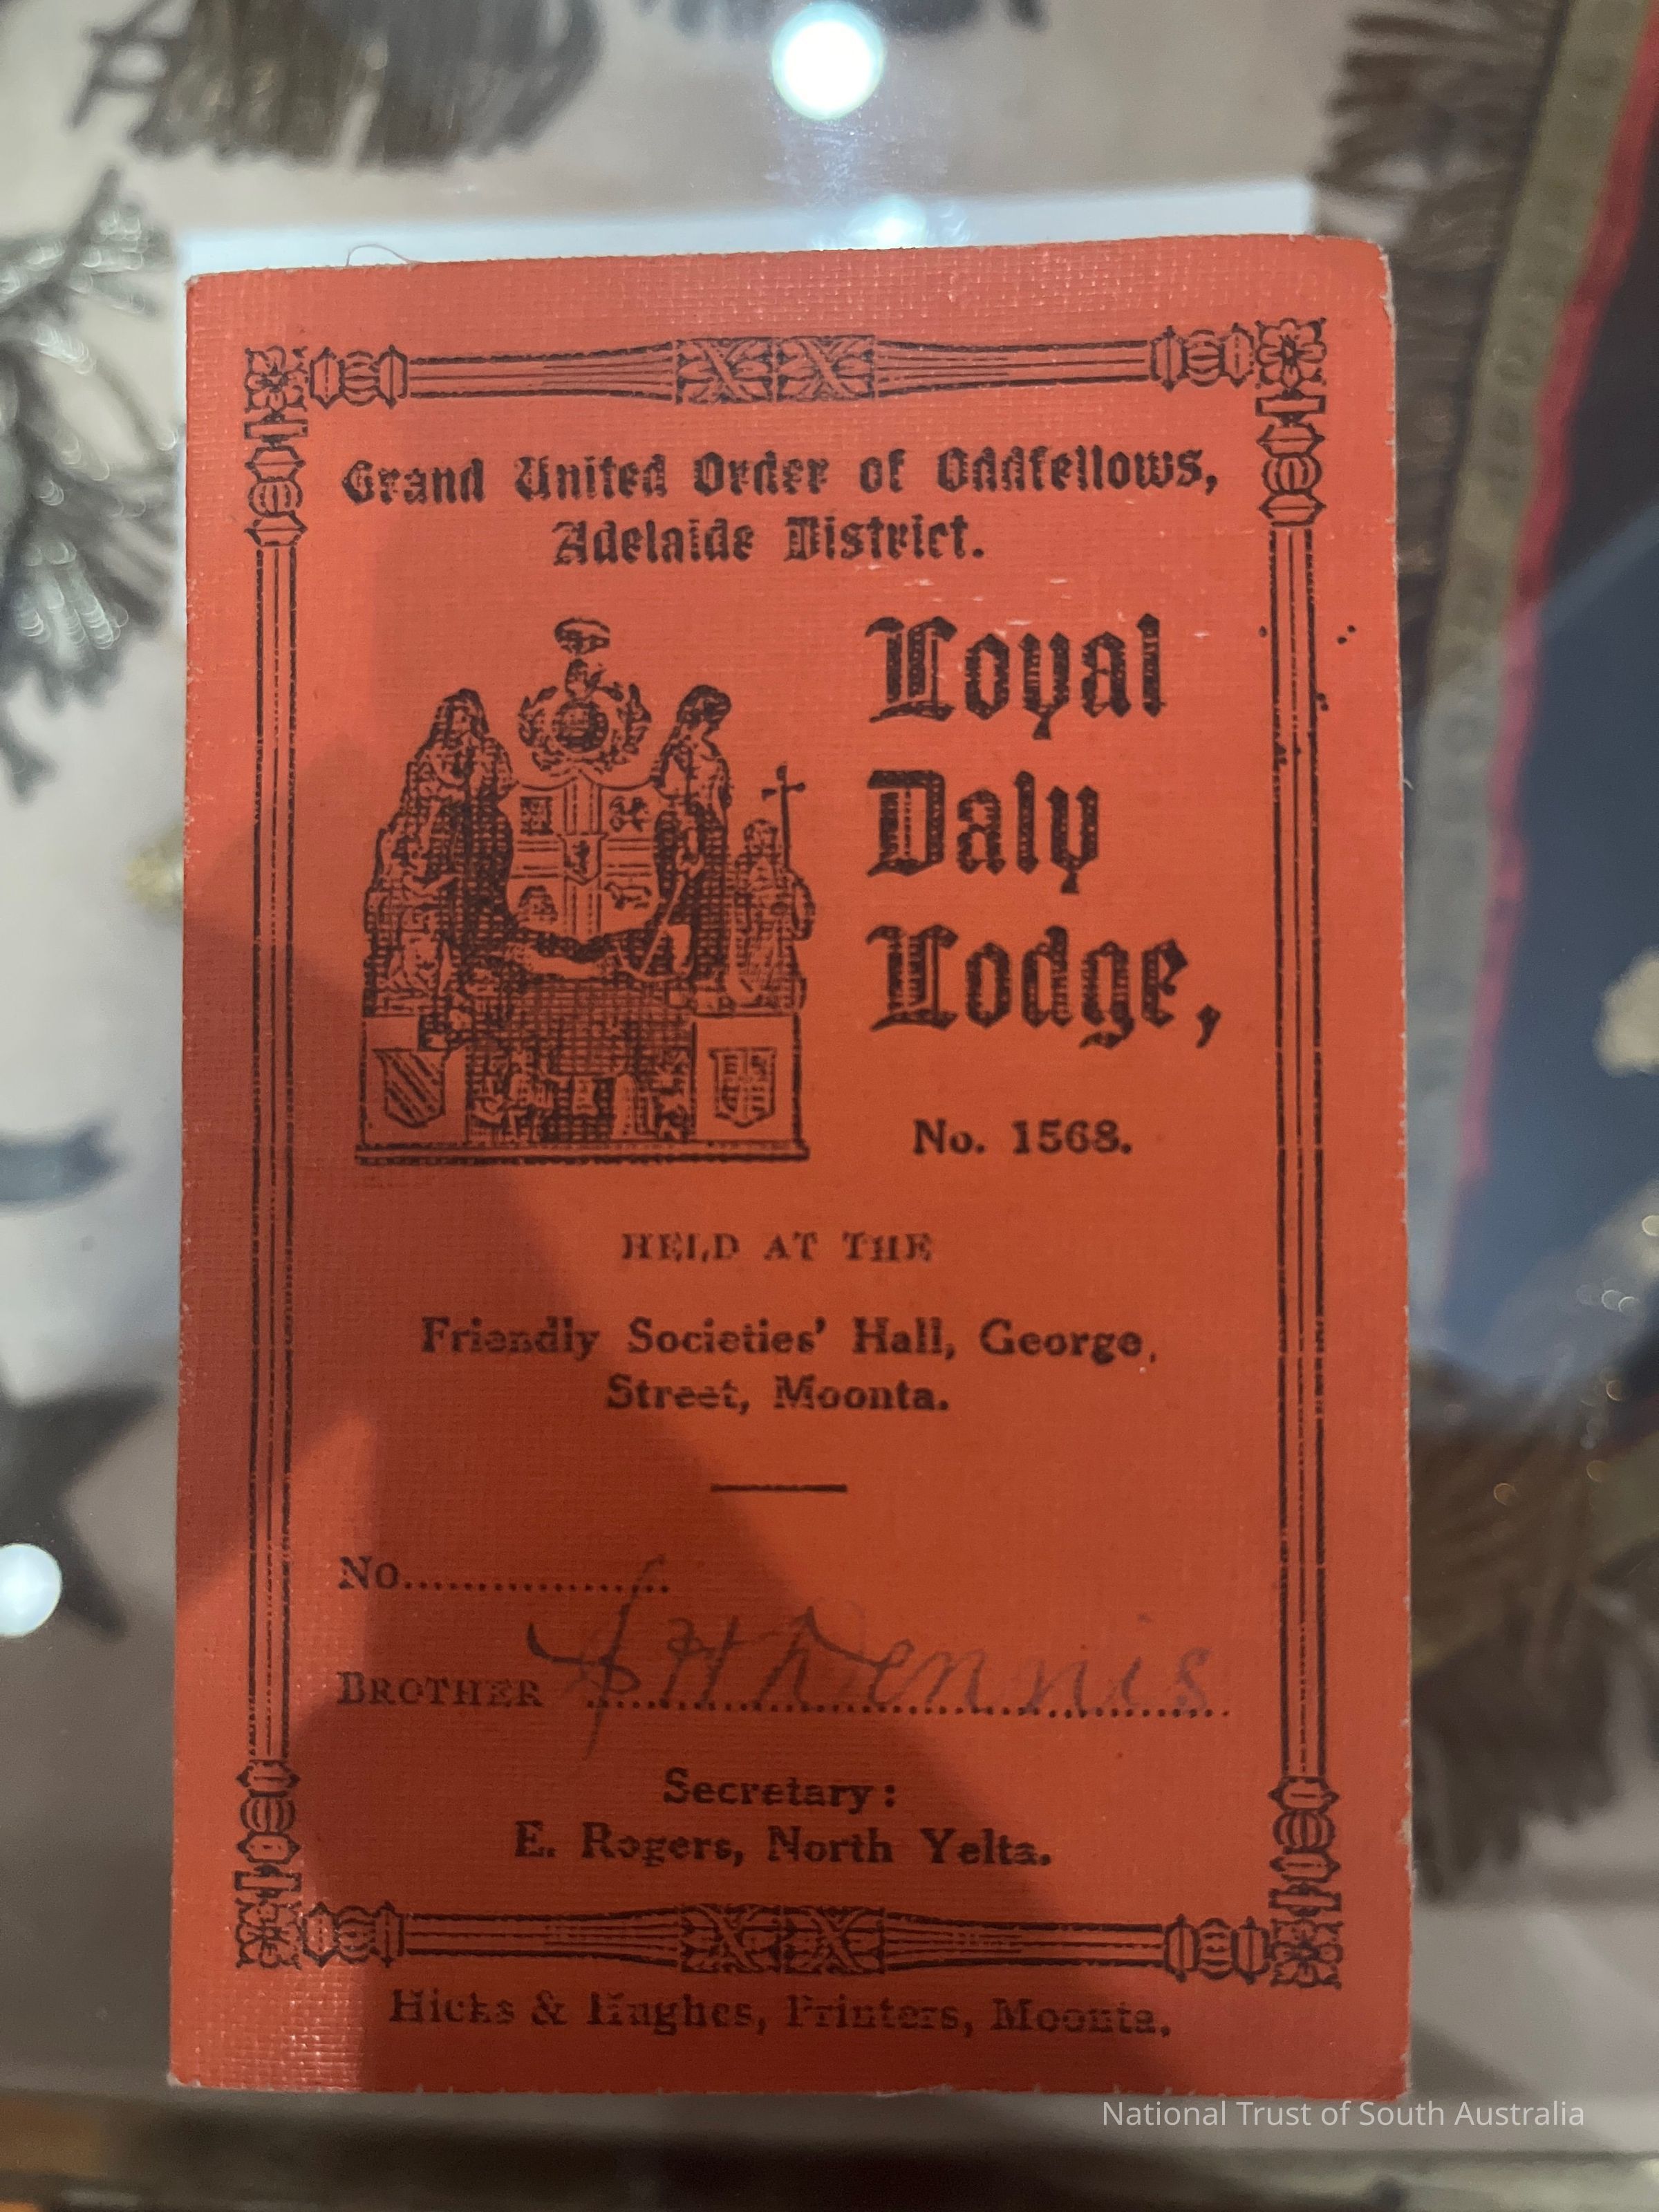 Grand United Order of Oddfellows,
Adelaide District.
Loyal
Daly
Lodge,
No. 1568.
HELD AT THE
Friendly Societies' Hall, George,
Street, Moonta.
No..................
BROTHER H Dennis
Secretary:
E. Rogers, North Yelta.
Hicks & Hughes, Printers, Moonta.
National Trust of South Australia